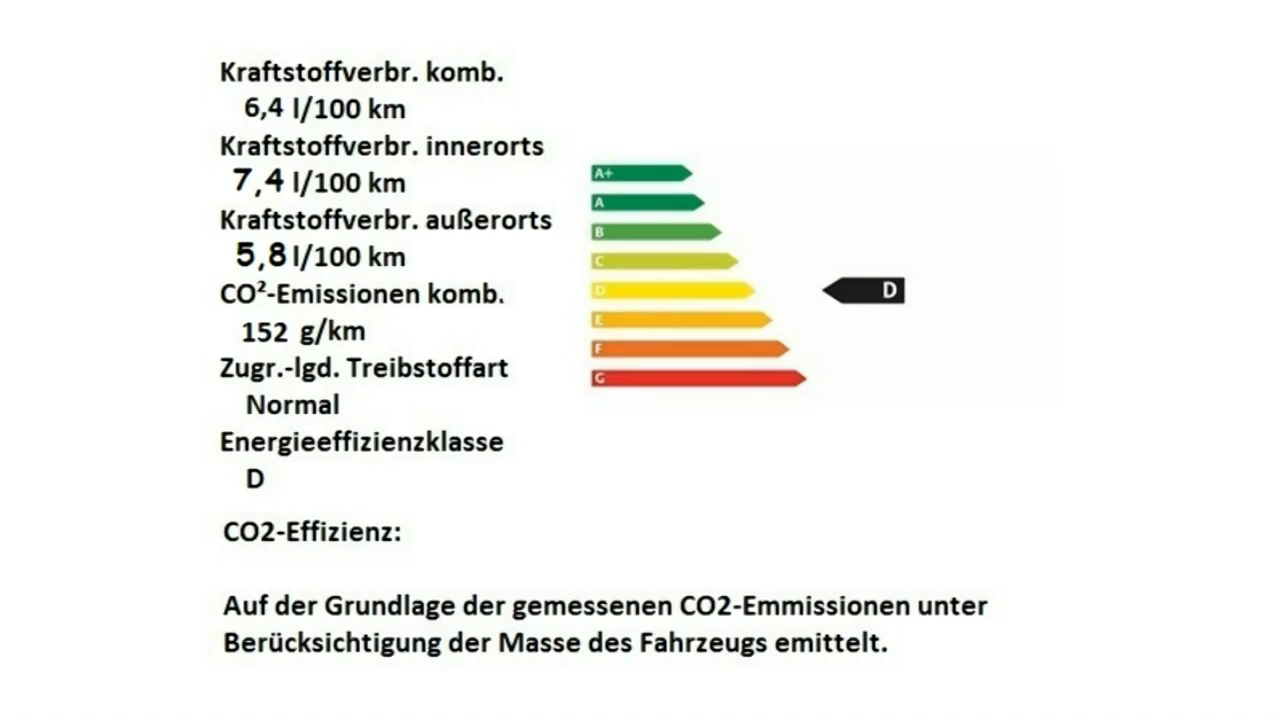 Kraftstoffverbr. komb.
6,4 l/100 km
Kraftstoffverbr. innerorts
7,4 l/100 km
Kraftstoffverbr. außerorts
5,8 l/100 km
CO²-Emissionen komb.
152 g/km
Zugr.-lgd. Treibstoffart
Normal
Energieeffizienzklasse
D
A+
A
B
C
D
D
E
F
G
CO2-Effizienz:
Auf der Grundlage der gemessenen CO2-Emmissionen unter
Berücksichtigung der Masse des Fahrzeugs emittelt.